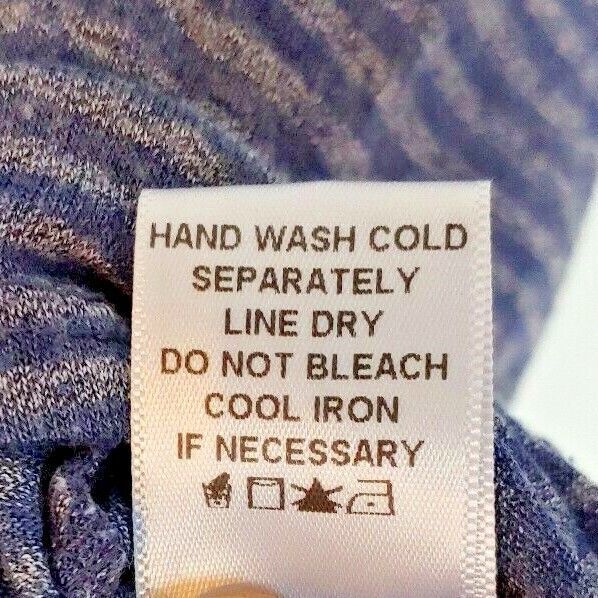 HAND WASH COLD
SEPARATELY
LINE DRY
DO NOT BLEACH
COOL IRON
IF NECESSARY